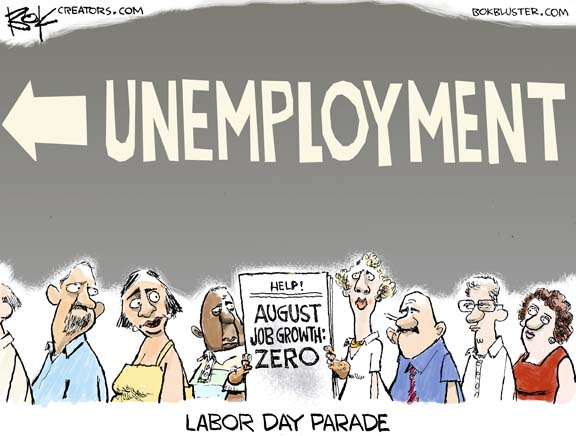 BOK
CREATORS.COM
BOKBLUSTER.COM
UNEMPLOYMENT
HELP!
AUGUST
JOB GROWTH:
ZERO
LABOR DAY PARADE